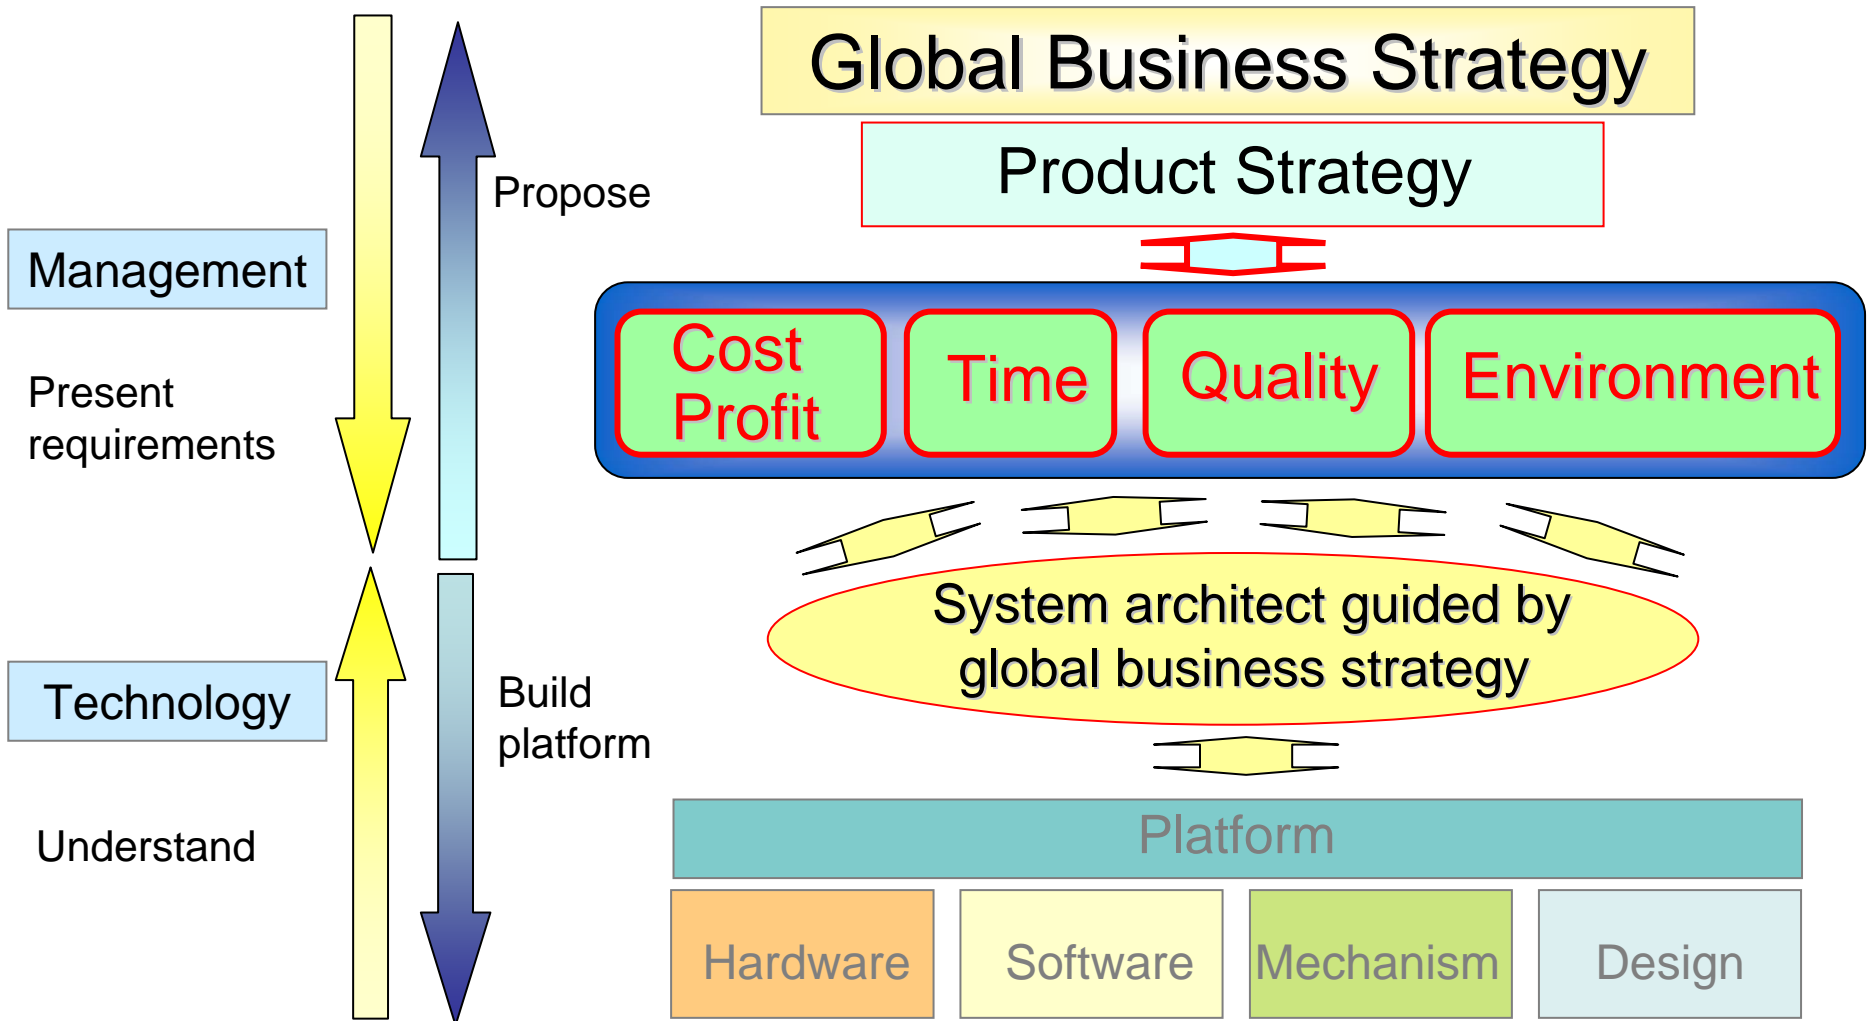 Global Business Strategy
Product Strategy
Propose
Management
Present
requirements
Cost
Profit
Time
Quality
Environment
System architect guided by
global business strategy
Technology
Build
platform
Understand
Platform
Hardware
Software
Mechanism
Design